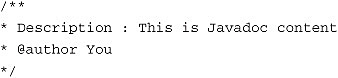 /**
* Description : This is Javadoc content
* @author You
*/